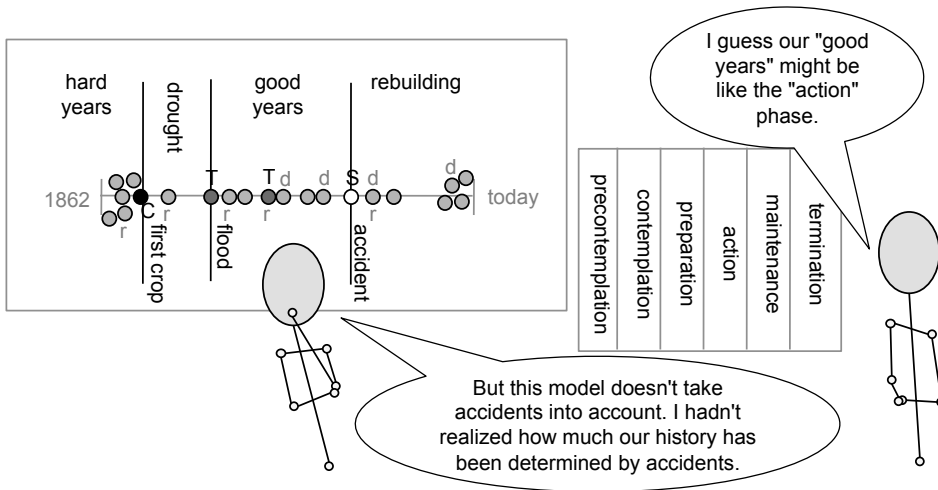 hard
years
drought
good
years
rebuilding
1862
r
C
r
T
r
T
r
d
d
S
d
r
d
today
first crop
flood
accident
I guess our "good
years" might be
like the "action"
phase.
precontemplation
contemplation
preparation
action
maintenance
termination
But this model doesn't take
accidents into account. I hadn't
realized how much our history has
been determined by accidents.